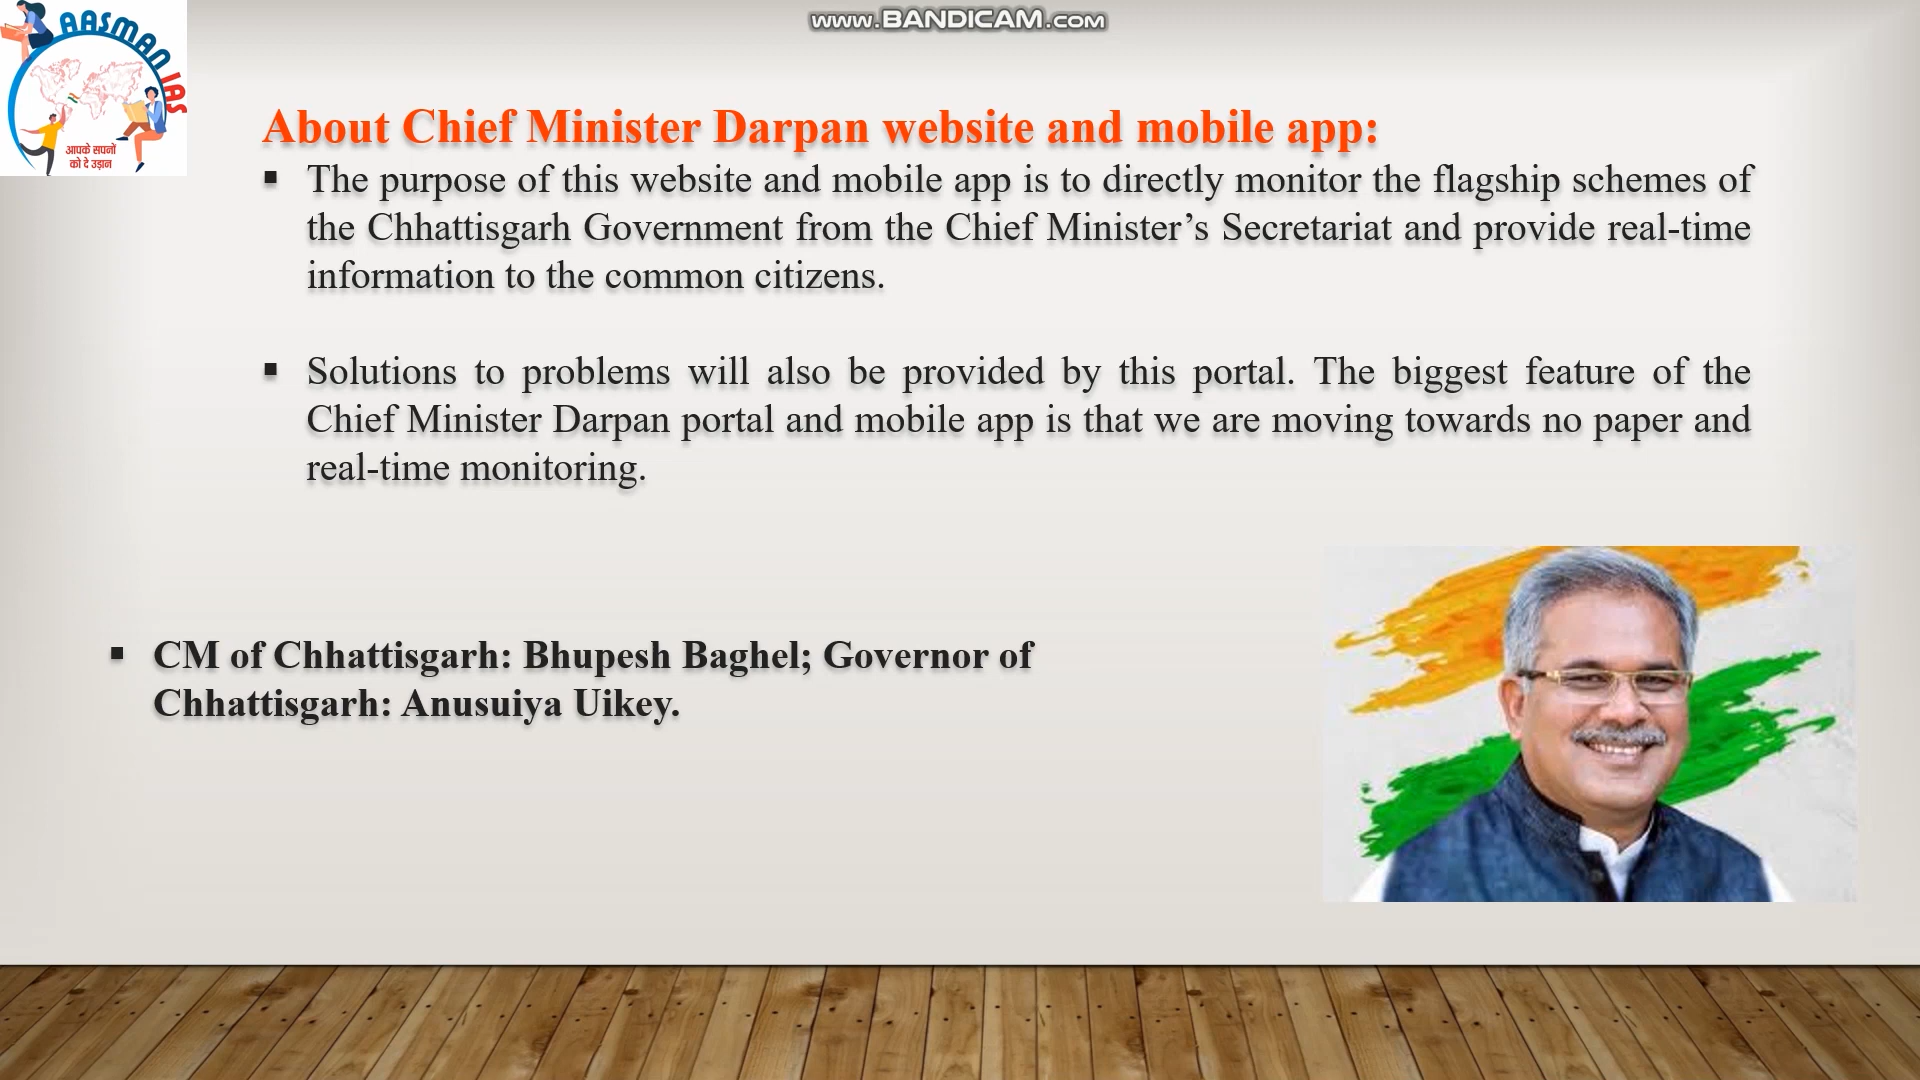 www.BANDICAM.com
AASMAN IAS
आपके सपनों
को दे उड़ान
About Chief Minister Darpan website and mobile app:
▪ The purpose of this website and mobile app is to directly monitor the flagship schemes of
the Chhattisgarh Government from the Chief Minister’s Secretariat and provide real-time
information to the common citizens.
▪ Solutions to problems will also be provided by this portal. The biggest feature of the
Chief Minister Darpan portal and mobile app is that we are moving towards no paper and
real-time monitoring.
▪ CM of Chhattisgarh: Bhupesh Baghel; Governor of
Chhattisgarh: Anusuiya Uikey.